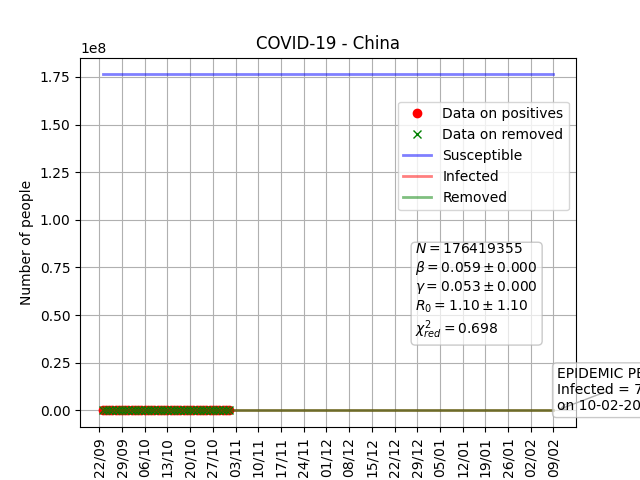 COVID-19 - China
1e8
1.75
1.50
1.25
1.00
0.75
0.50
0.25
0.00
Number of people
Data on positives
Data on removed
Susceptible
Infected
Removed
N = 176419355
β = 0.059 ± 0.000
γ = 0.053 ± 0.000
R₀ = 1.10 ± 1.10
χ²red = 0.698
EPIDEMIC PE
Infected = 7
on 10-02-20
22/09
29/09
06/10
13/10
20/10
27/10
03/11
10/11
17/11
24/11
01/12
08/12
15/12
22/12
29/12
05/01
12/01
19/01
26/01
02/02
09/02